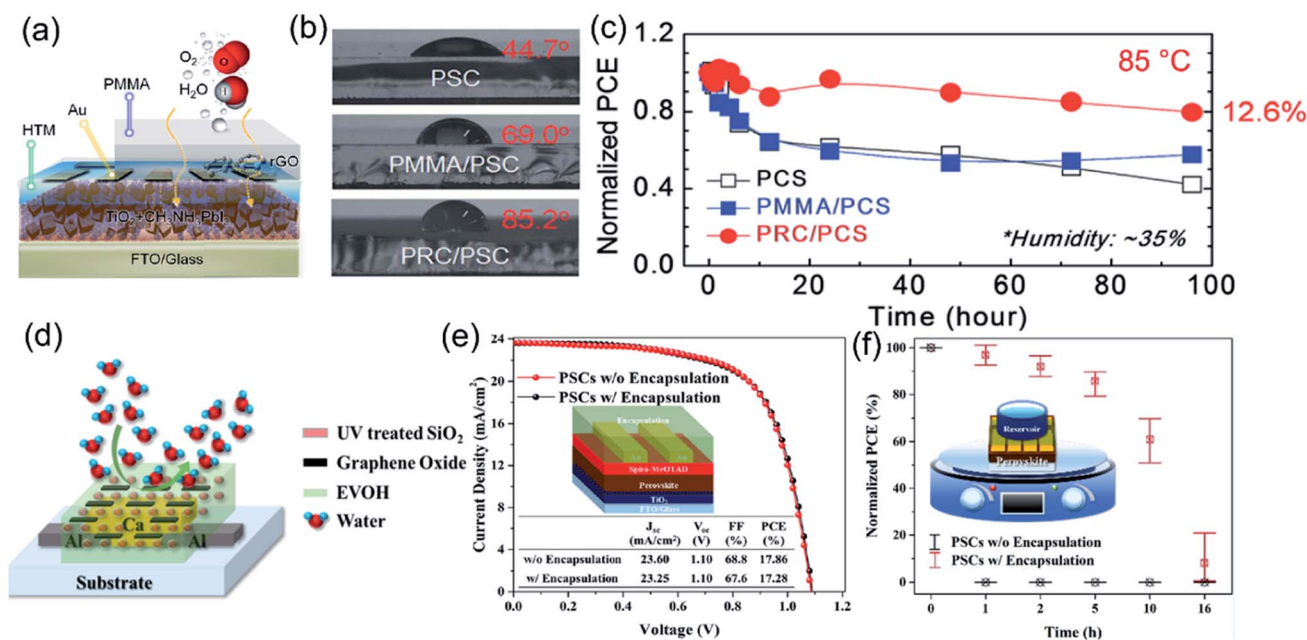 (a)
O₂
O
H₂O
H
PMMA
Au
HTM
rGO
TiO₂+CH₃NH₃PbI₃
FTO/Glass
(b)
44.7°
PSC
69.0°
PMMA/PSC
85.2°
PRC/PSC
(c)
Normalized PCE
1.2
0.8
0.4
0.0
85 °C
12.6%
PCS
PMMA/PCS
PRC/PCS
*Humidity: ~35%
0 20 40 60 80 100
Time (hour)
(d)
Ca
Al Al
Substrate
UV treated SiO₂
Graphene Oxide
EVOH
Water
(e)
Current Density (mA/cm²)
24
20
16
12
8
4
0
PSCs w/o Encapsulation
PSCs w/ Encapsulation
Encapsulation
Au Au
Spiro-MeOTAD
Perovskite
TiO₂
FTO/Glass
Jsc (mA/cm²) Voc (V) FF (%) PCE (%)
w/o Encapsulation 23.60 1.10 68.8 17.86
w/ Encapsulation 23.25 1.10 67.6 17.28
0.0 0.2 0.4 0.6 0.8 1.0 1.2
Voltage (V)
(f)
Normalized PCE (%)
100
80
60
40
20
0
Reservoir
Perpyskite
PSCs w/o Encapsulation
PSCs w/ Encapsulation
0 1 2 5 10 16
Time (h)